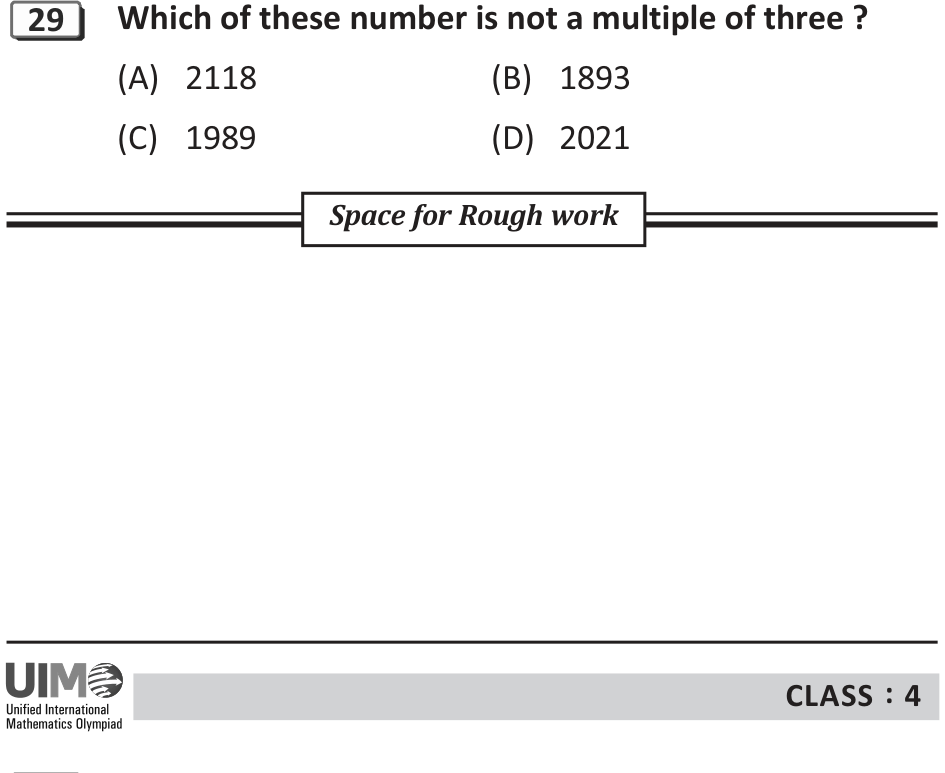 29 Which of these number is not a multiple of three ?
(A) 2118 (B) 1893
(C) 1989 (D) 2021
Space for Rough work
UIMO
Unified International
Mathematics Olympiad
CLASS : 4